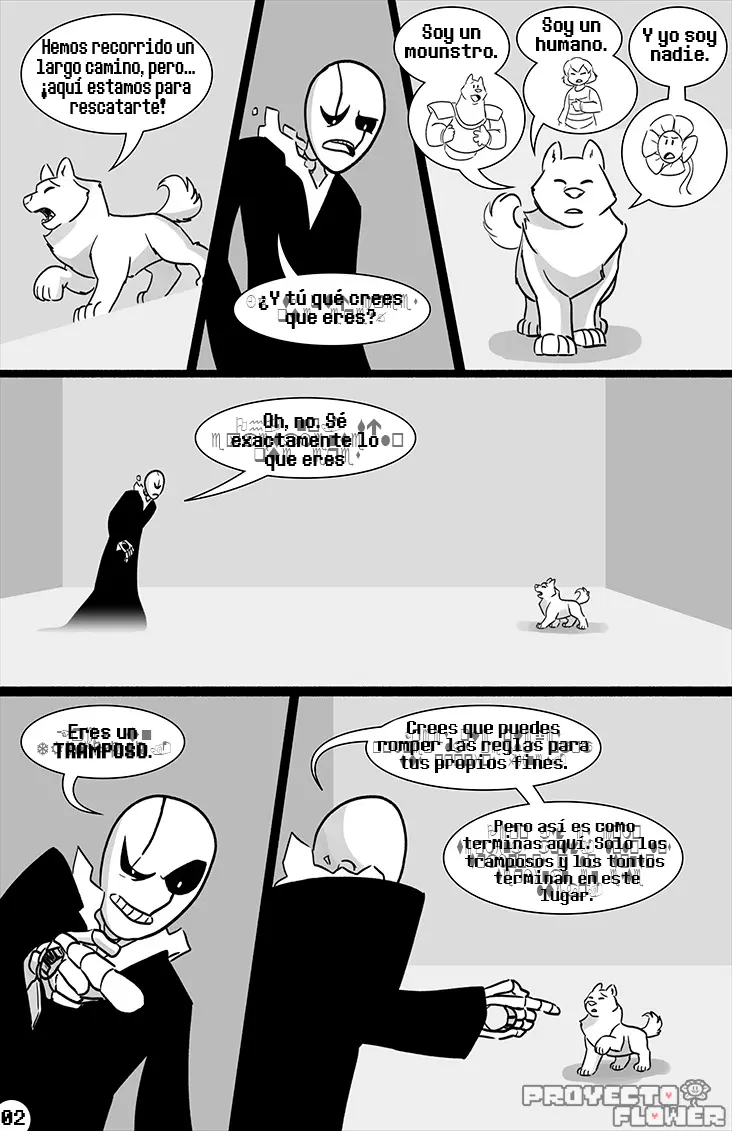 Hemos recorrido un
largo camino, pero...
¡aquí estamos para
rescatarte!
¿Y tú qué crees
que eres?
Soy un
mounstro.
Soy un
humano.
Y yo soy
nadie.
Oh, no. Sé
exactamente lo
que eres
Eres un
TRAMPOSO.
Crees que puedes
romper las reglas para
tus propios fines.
Pero así es como
terminas aquí. Solo los
tramposos y los tontos
terminan en este
lugar.
02
PROYECTO
FLOWER